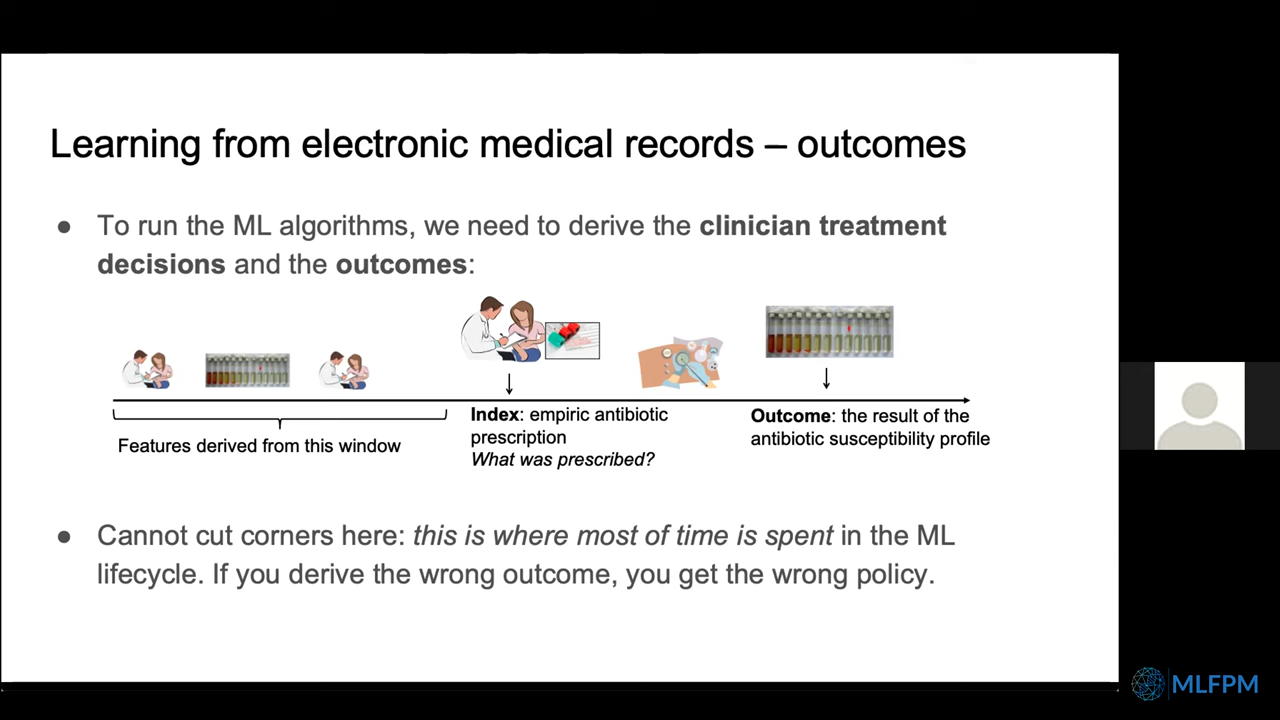 Learning from electronic medical records – outcomes
● To run the ML algorithms, we need to derive the clinician treatment
decisions and the outcomes:
Features derived from this window
Index: empiric antibiotic
prescription
What was prescribed?
Outcome: the result of the
antibiotic susceptibility profile
● Cannot cut corners here: this is where most of time is spent in the ML
lifecycle. If you derive the wrong outcome, you get the wrong policy.
MLFPM